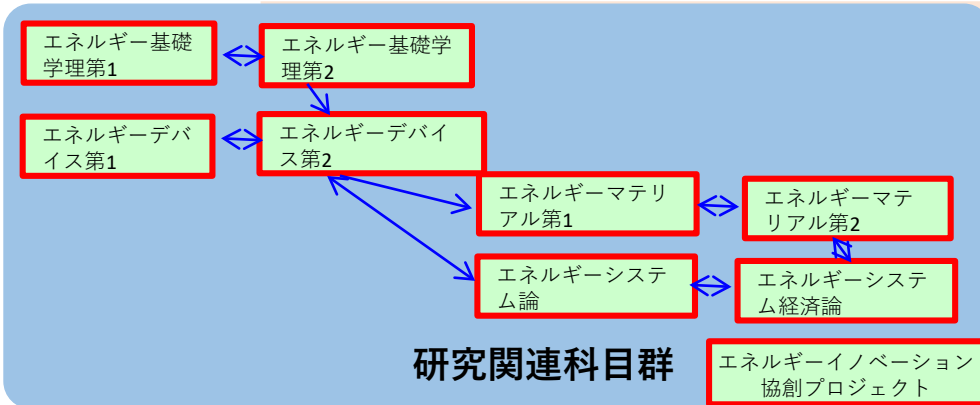 エネルギー基礎
学理第1
エネルギー基礎学
理第2
エネルギーデバ
イス第1
エネルギーデバイ
ス第2
エネルギーマテリ
アル第1
エネルギーマテ
リアル第2
エネルギーシステ
ム論
エネルギーシステ
ム経済論
研究関連科目群
エネルギーイノベーション
協創プロジェクト